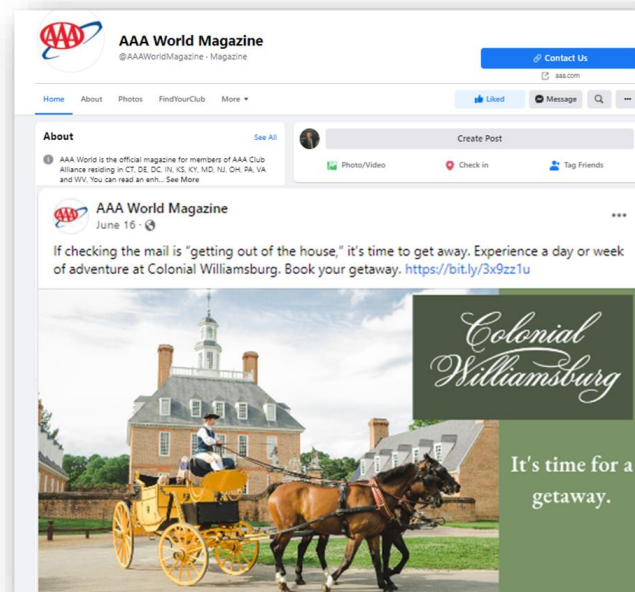 AAA
AAA World Magazine
@AAAWorldMagazine · Magazine
Contact Us
aaa.com
Home About Photos FindYourClub More
Liked Message
About See All
AAA World is the official magazine for members of AAA Club
Alliance residing in CT, DE, DC, IN, KS, KY, MD, NJ, OH, PA, VA
and WV. You can read an enh... See More
Create Post
Photo/Video Check in Tag Friends
AAA
AAA World Magazine
June 16 ·
If checking the mail is "getting out of the house," it's time to get away. Experience a day or week
of adventure at Colonial Williamsburg. Book your getaway. https://bit.ly/3x9zz1u
Colonial
Williamsburg
It's time for a
getaway.